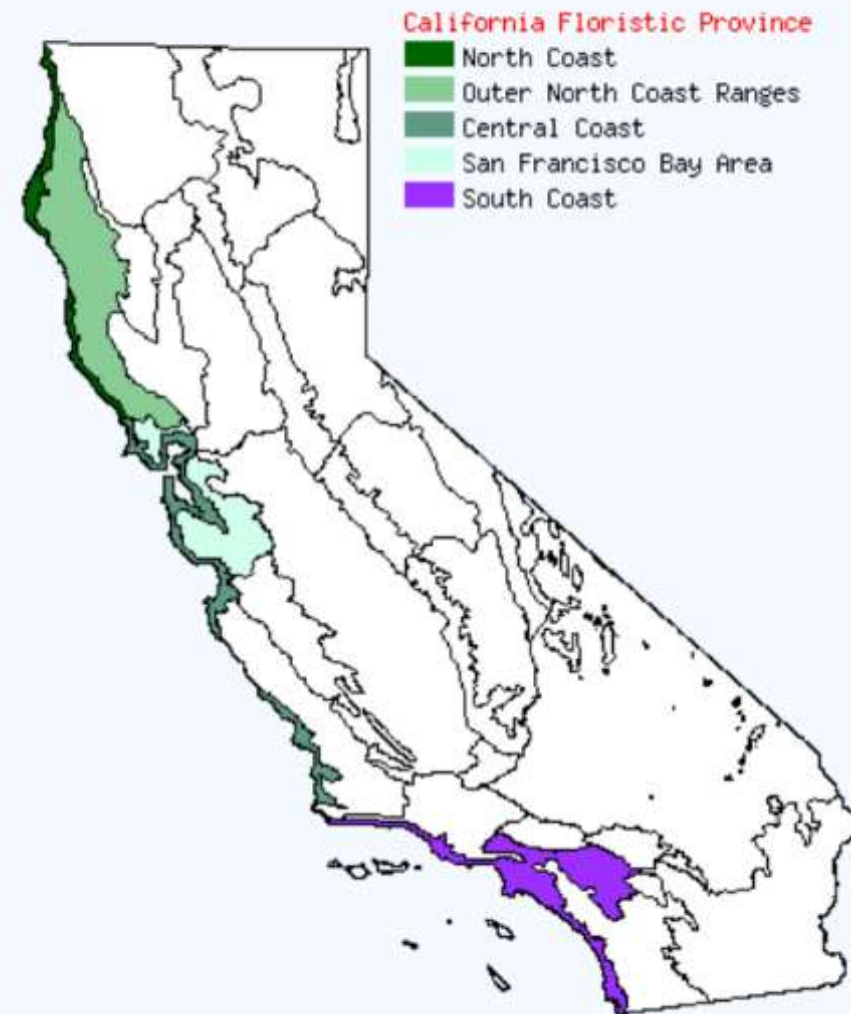 California Floristic Province
North Coast
Outer North Coast Ranges
Central Coast
San Francisco Bay Area
South Coast